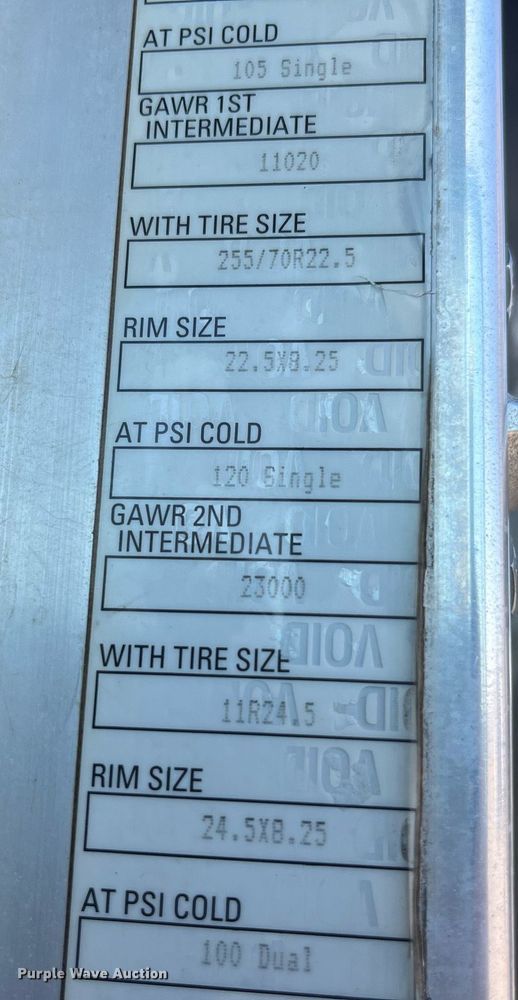 AT PSI COLD
105 Single
GAWR 1ST
INTERMEDIATE
11020
WITH TIRE SIZE
255/70R22.5
RIM SIZE
22.5X8.25
AT PSI COLD
120 Single
GAWR 2ND
INTERMEDIATE
23000
WITH TIRE SIZE
11R24.5
RIM SIZE
24.5X8.25
AT PSI COLD
100 Dual
Purple Wave Auction